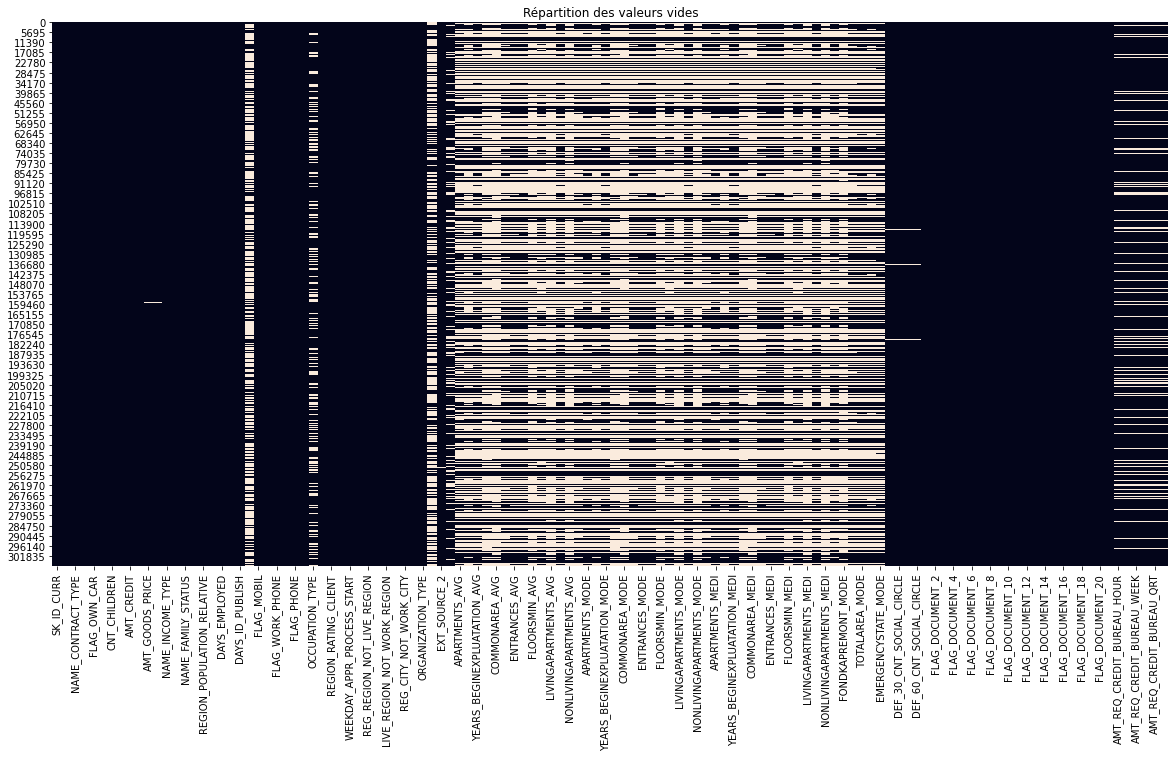 Répartition des valeurs vides
0
5695
11390
17085
22780
28475
34170
39865
45560
51255
56950
62645
68340
74035
79730
85425
91120
96815
102510
108205
113900
119595
125290
130985
136680
142375
148070
153765
159460
165155
170850
176545
182240
187935
193630
199325
205020
210715
216410
222105
227800
233495
239190
244885
250580
256275
261970
267665
273360
279055
284750
290445
296140
301835
SK_ID_CURR
NAME_CONTRACT_TYPE
FLAG_OWN_CAR
CNT_CHILDREN
AMT_CREDIT
AMT_GOODS_PRICE
NAME_INCOME_TYPE
NAME_FAMILY_STATUS
REGION_POPULATION_RELATIVE
DAYS_EMPLOYED
DAYS_ID_PUBLISH
FLAG_MOBIL
FLAG_WORK_PHONE
FLAG_PHONE
OCCUPATION_TYPE
REGION_RATING_CLIENT
WEEKDAY_APPR_PROCESS_START
REG_REGION_NOT_LIVE_REGION
LIVE_REGION_NOT_WORK_REGION
REG_CITY_NOT_WORK_CITY
ORGANIZATION_TYPE
EXT_SOURCE_2
APARTMENTS_AVG
YEARS_BEGINEXPLUATATION_AVG
COMMONAREA_AVG
ENTRANCES_AVG
FLOORSMIN_AVG
LIVINGAPARTMENTS_AVG
NONLIVINGAPARTMENTS_AVG
APARTMENTS_MODE
YEARS_BEGINEXPLUATATION_MODE
COMMONAREA_MODE
ENTRANCES_MODE
FLOORSMIN_MODE
LIVINGAPARTMENTS_MODE
NONLIVINGAPARTMENTS_MODE
APARTMENTS_MEDI
YEARS_BEGINEXPLUATATION_MEDI
COMMONAREA_MEDI
ENTRANCES_MEDI
FLOORSMIN_MEDI
LIVINGAPARTMENTS_MEDI
NONLIVINGAPARTMENTS_MEDI
FONDKAPREMONT_MODE
TOTALAREA_MODE
EMERGENCYSTATE_MODE
DEF_30_CNT_SOCIAL_CIRCLE
DEF_60_CNT_SOCIAL_CIRCLE
FLAG_DOCUMENT_2
FLAG_DOCUMENT_4
FLAG_DOCUMENT_6
FLAG_DOCUMENT_8
FLAG_DOCUMENT_10
FLAG_DOCUMENT_12
FLAG_DOCUMENT_14
FLAG_DOCUMENT_16
FLAG_DOCUMENT_18
FLAG_DOCUMENT_20
AMT_REQ_CREDIT_BUREAU_HOUR
AMT_REQ_CREDIT_BUREAU_WEEK
AMT_REQ_CREDIT_BUREAU_QRT